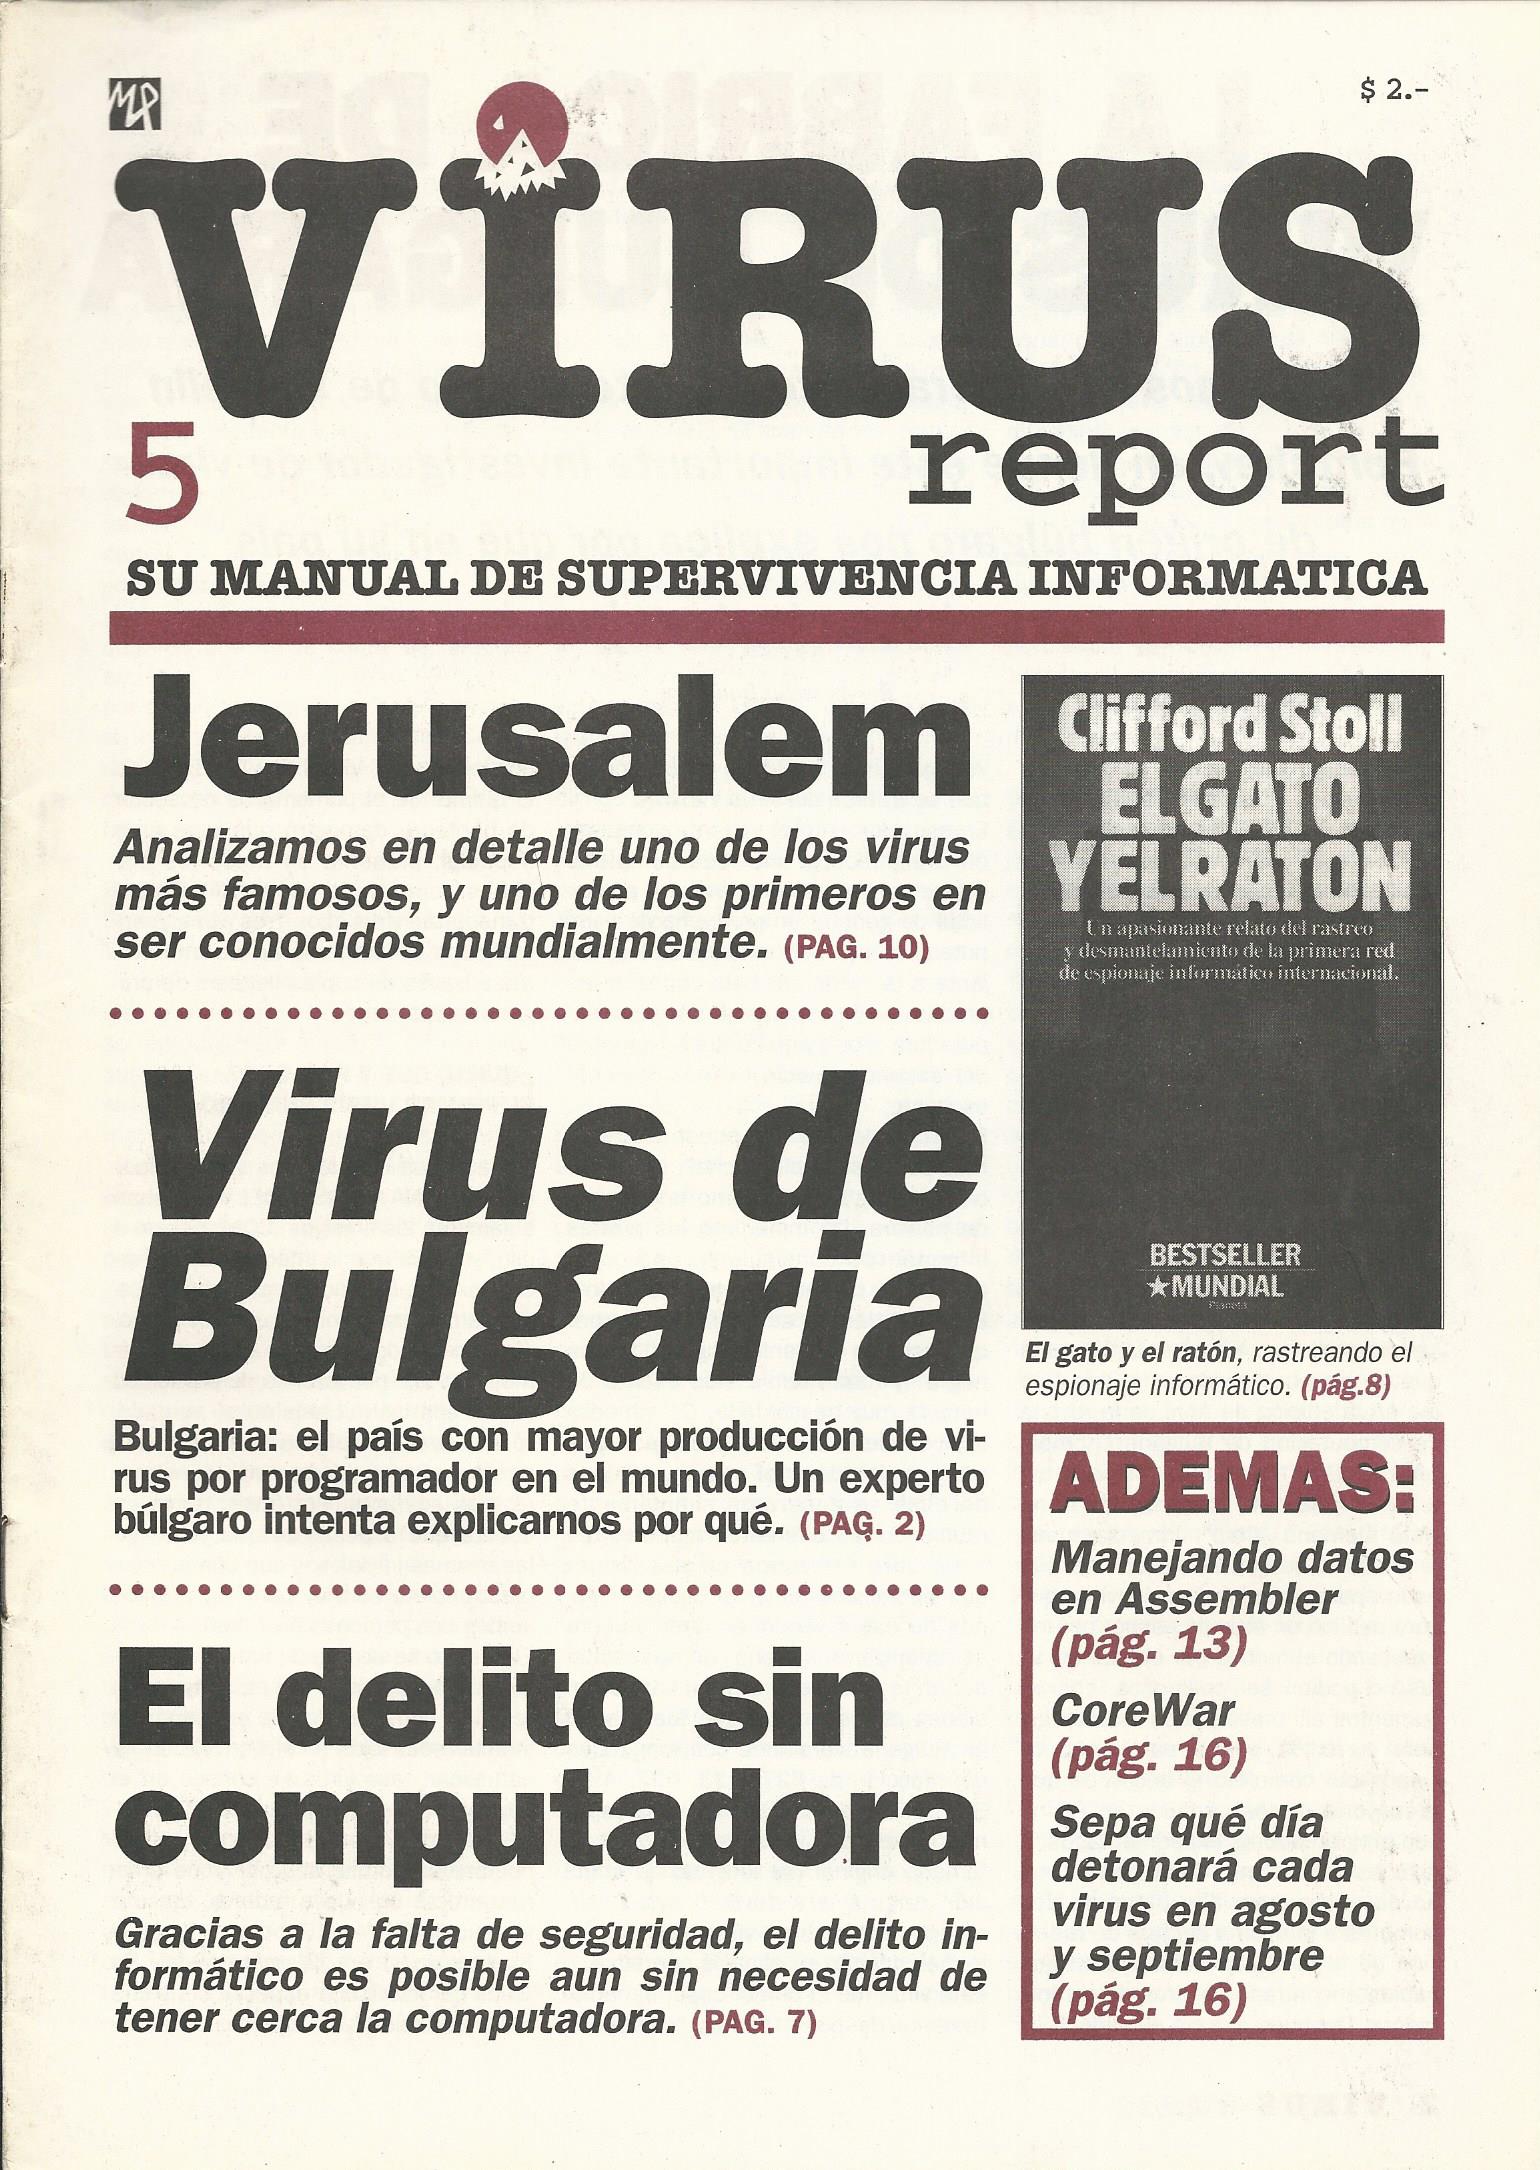 MP
$ 2.-
VIRUS
report
5
SU MANUAL DE SUPERVIVENCIA INFORMATICA
Jerusalem
Analizamos en detalle uno de los virus
más famosos, y uno de los primeros en
ser conocidos mundialmente. (PAG. 10)
Virus de
Bulgaria
Bulgaria: el país con mayor producción de vi-
rus por programador en el mundo. Un experto
búlgaro intenta explicarnos por qué. (PAG. 2)
El delito sin
computadora
Gracias a la falta de seguridad, el delito in-
formático es posible aun sin necesidad de
tener cerca la computadora. (PAG. 7)
Clifford Stoll
EL GATO
Y EL RATON
Un apasionante relato del rastreo
y desmantelamiento de la primera red
de espionaje informático internacional.
BESTSELLER
★MUNDIAL
Planeta
El gato y el ratón, rastreando el
espionaje informático. (pág.8)
ADEMAS:
Manejando datos
en Assembler
(pág. 13)
CoreWar
(pág. 16)
Sepa qué día
detonará cada
virus en agosto
y septiembre
(pág. 16)